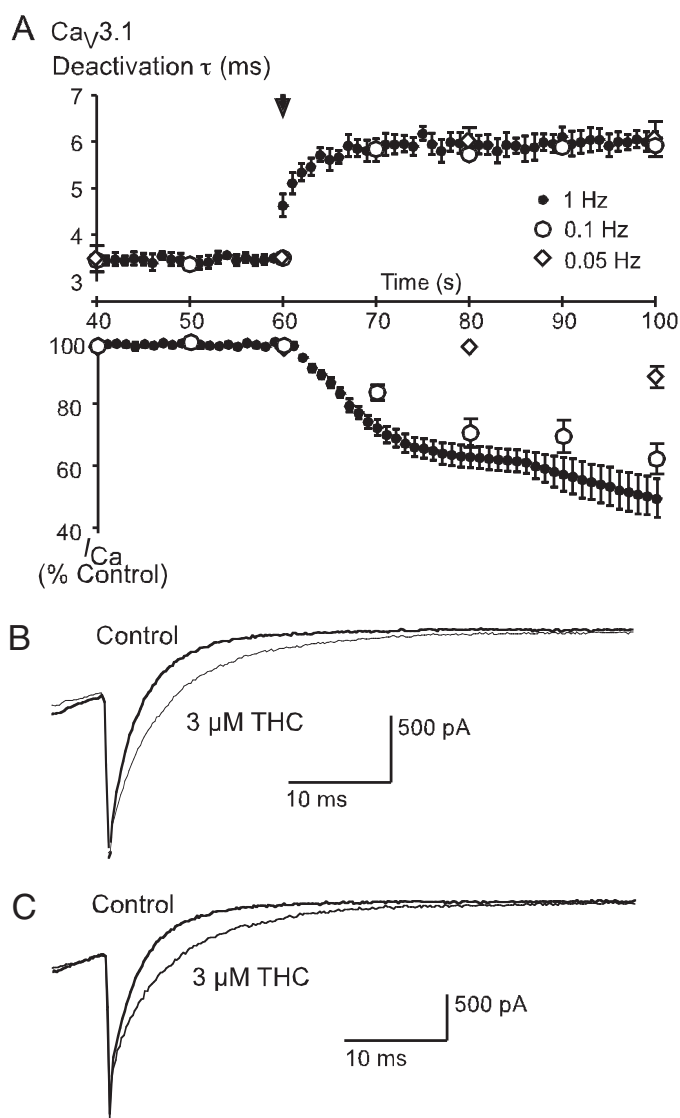 A Ca_V3.1
Deactivation τ (ms)
7
6
5
4
3
1 Hz
0.1 Hz
0.05 Hz
Time (s)
40 50 60 70 80 90 100
100
80
60
40
I_Ca
(% Control)
B
Control
3 μM THC
500 pA
10 ms
C
Control
3 μM THC
500 pA
10 ms